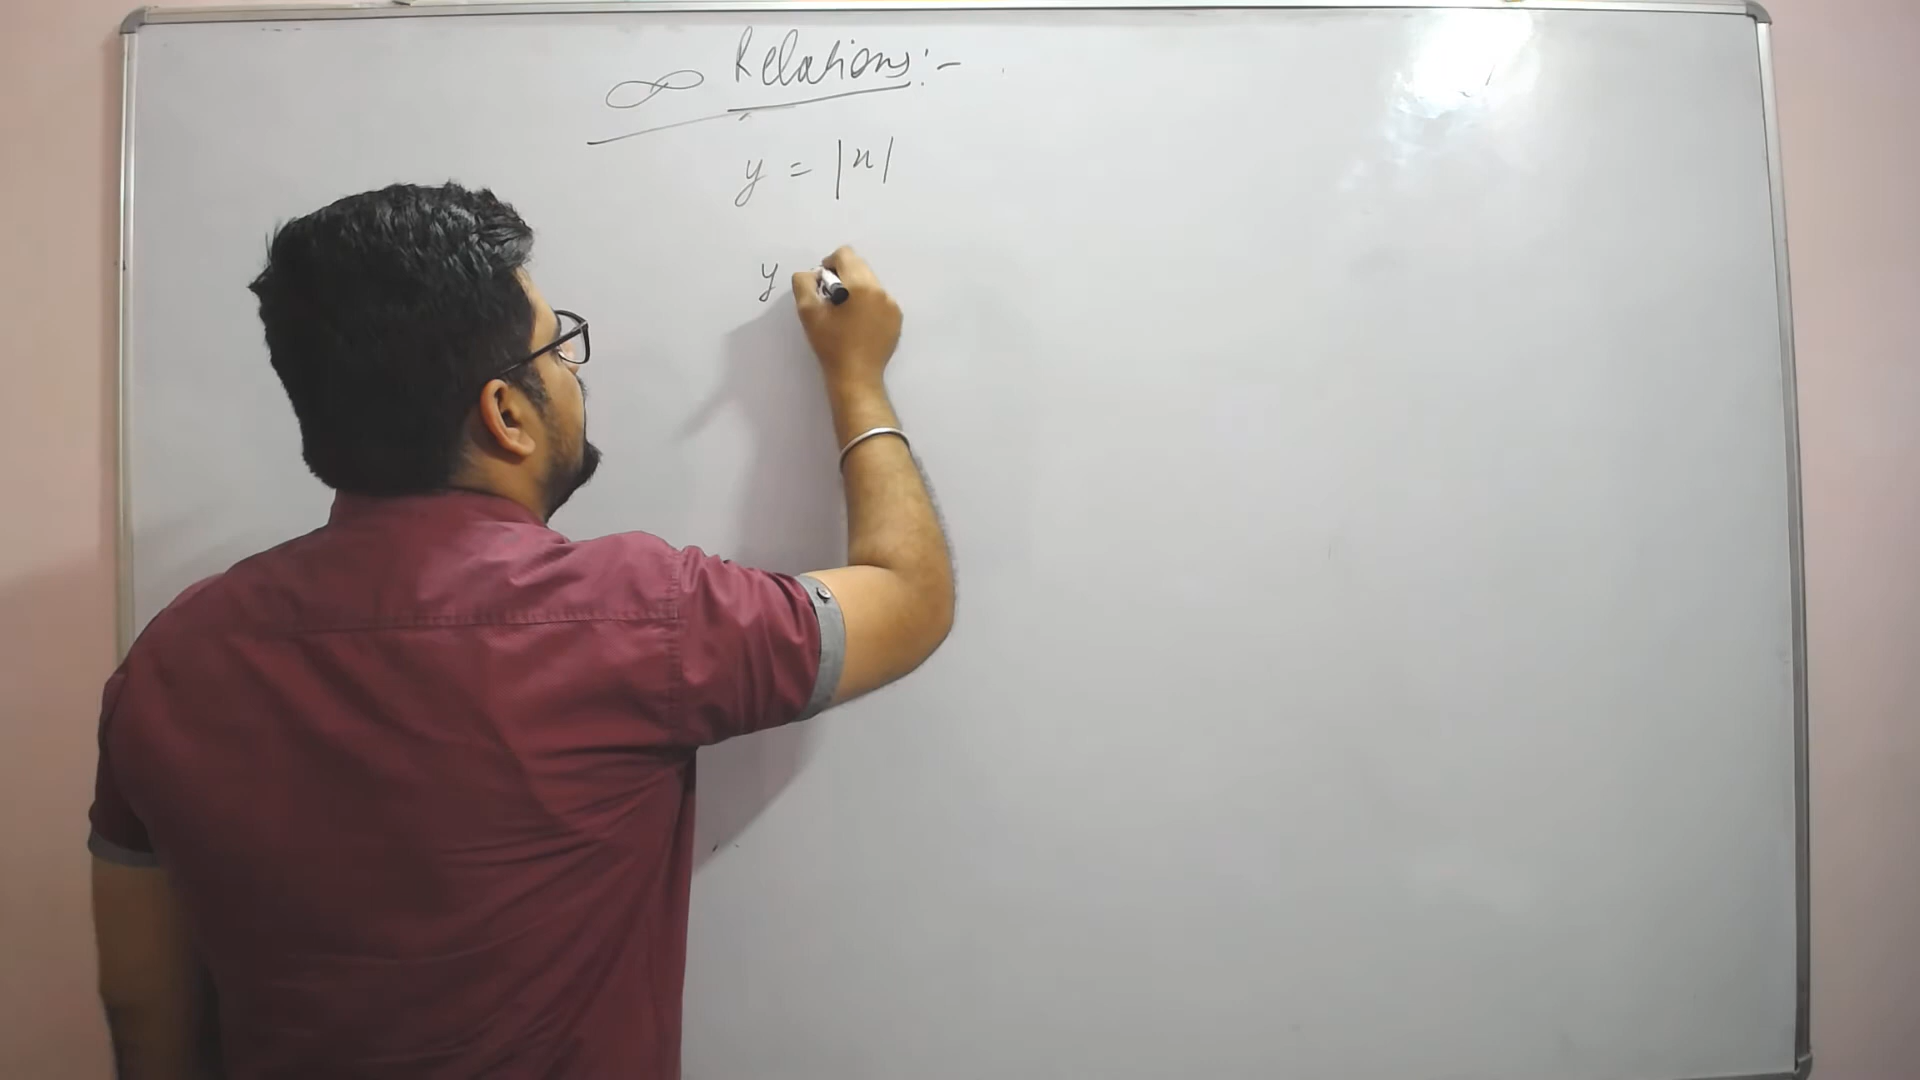 ∞ Relations:-
y = |x|
y